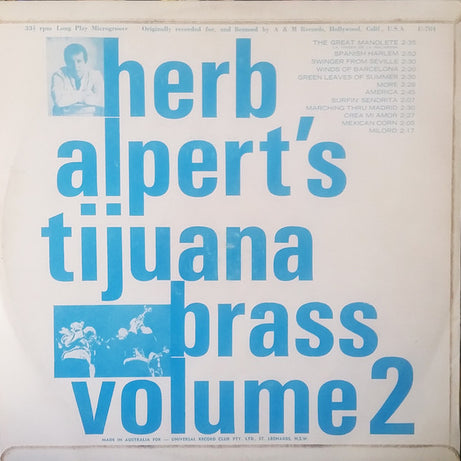 33⅓ rpm Long Play Microgroove Originally recorded for, and licensed by A & M Records, Hollywood, Calif., U.S.A.
herb
alpert's
tijuana
brass
volume 2
THE GREAT MANOLETE 2·35
SPANISH HARLEM 2·50
SWINGER FROM SEVILLE 2·30
WINDS OF BARCELONA 2·20
GREEN LEAVES OF SUMMER 2·30
MORE 2·28
AMERICA 2·45
SURFIN' SENORITA 2·07
MARCHING THRU MADRID 2·30
CREA MI AMOR 2·27
MEXICAN CORN 2·05
MILORD 2·17
MADE IN AUSTRALIA FOR — UNIVERSAL RECORD CLUB PTY. LTD., ST. LEONARDS, N.S.W.